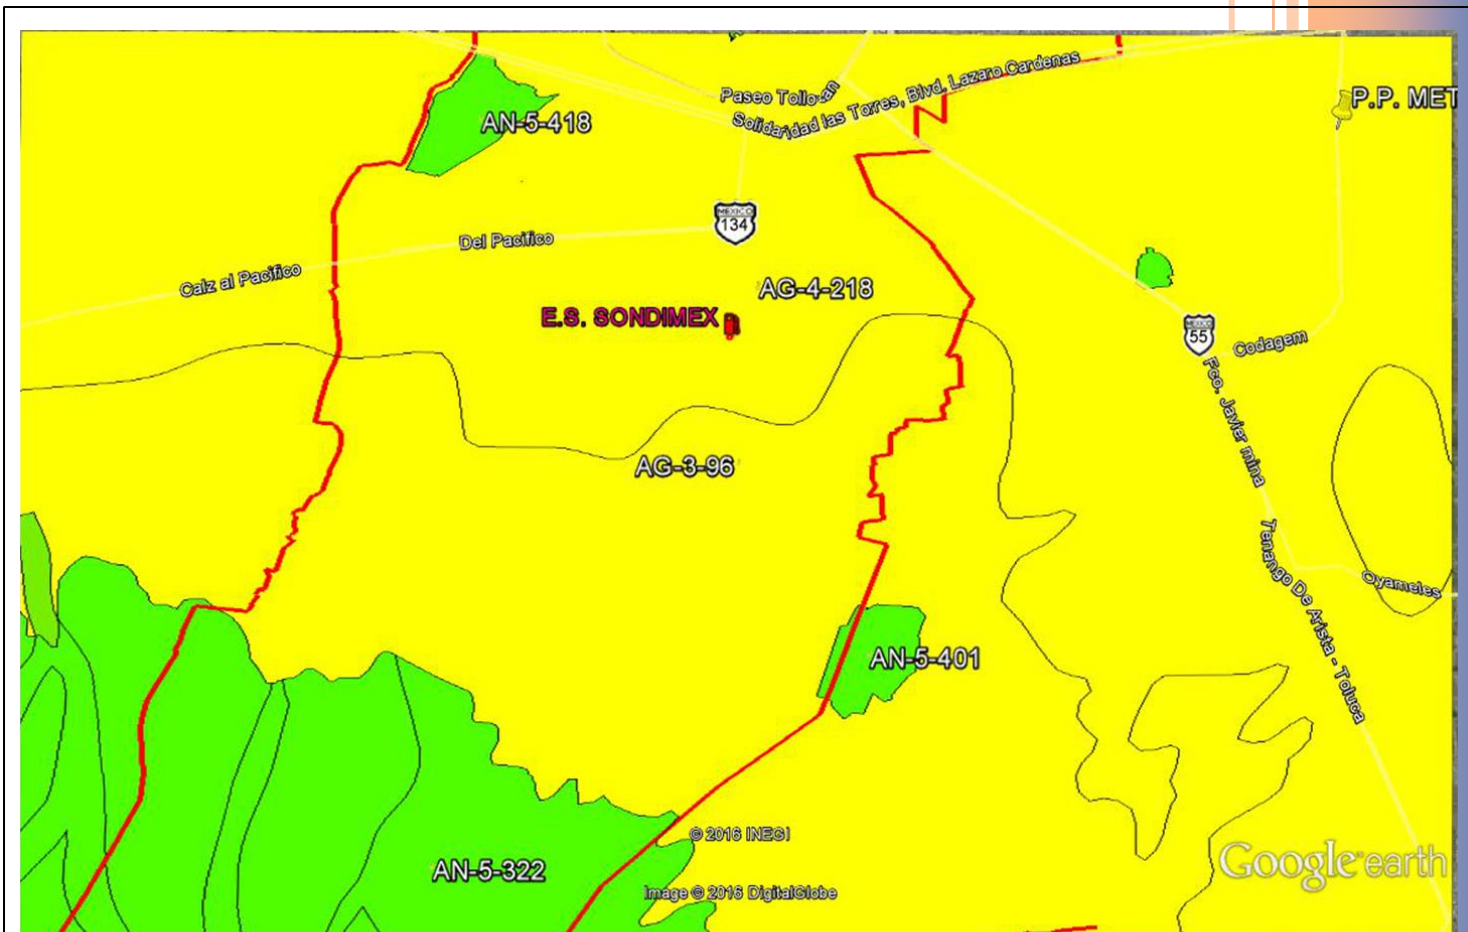 Paseo Tollocan
Solidaridad las Torres, Blvd. Lazaro Cardenas
P.P. MET
AN-5-418
MEXICO
134
Del Pacifico
Calz al Pacifico
AG-4-218
E.S. SONDIMEX
MEXICO
55
Codagem
Fco. Javier mina
AG-3-96
Tenango De Arista - Toluca
Oyameles
AN-5-401
© 2016 INEGI
Google earth
AN-5-322
Image © 2016 DigitalGlobe